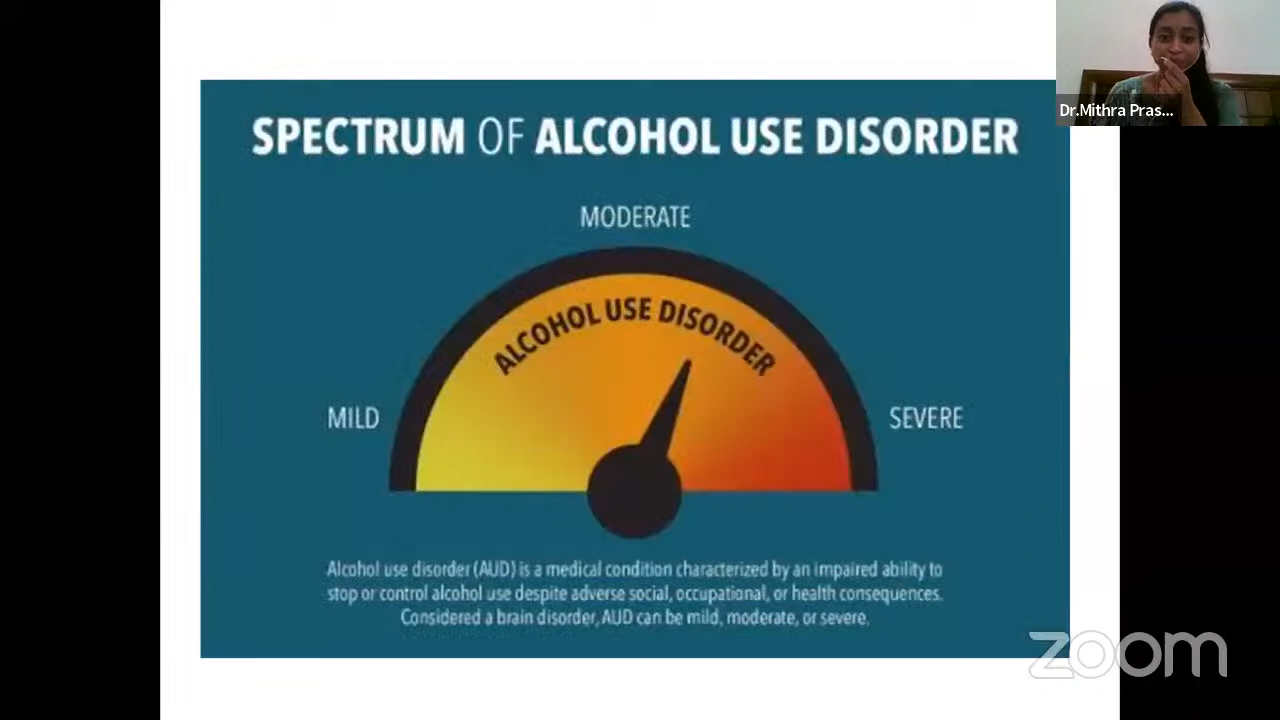 Dr.Mithra Pras...
SPECTRUM OF ALCOHOL USE DISORDER
MODERATE
ALCOHOL USE DISORDER
MILD
SEVERE
Alcohol use disorder (AUD) is a medical condition characterized by an impaired ability to
stop or control alcohol use despite adverse social, occupational, or health consequences.
Considered a brain disorder, AUD can be mild, moderate, or severe.
zoom